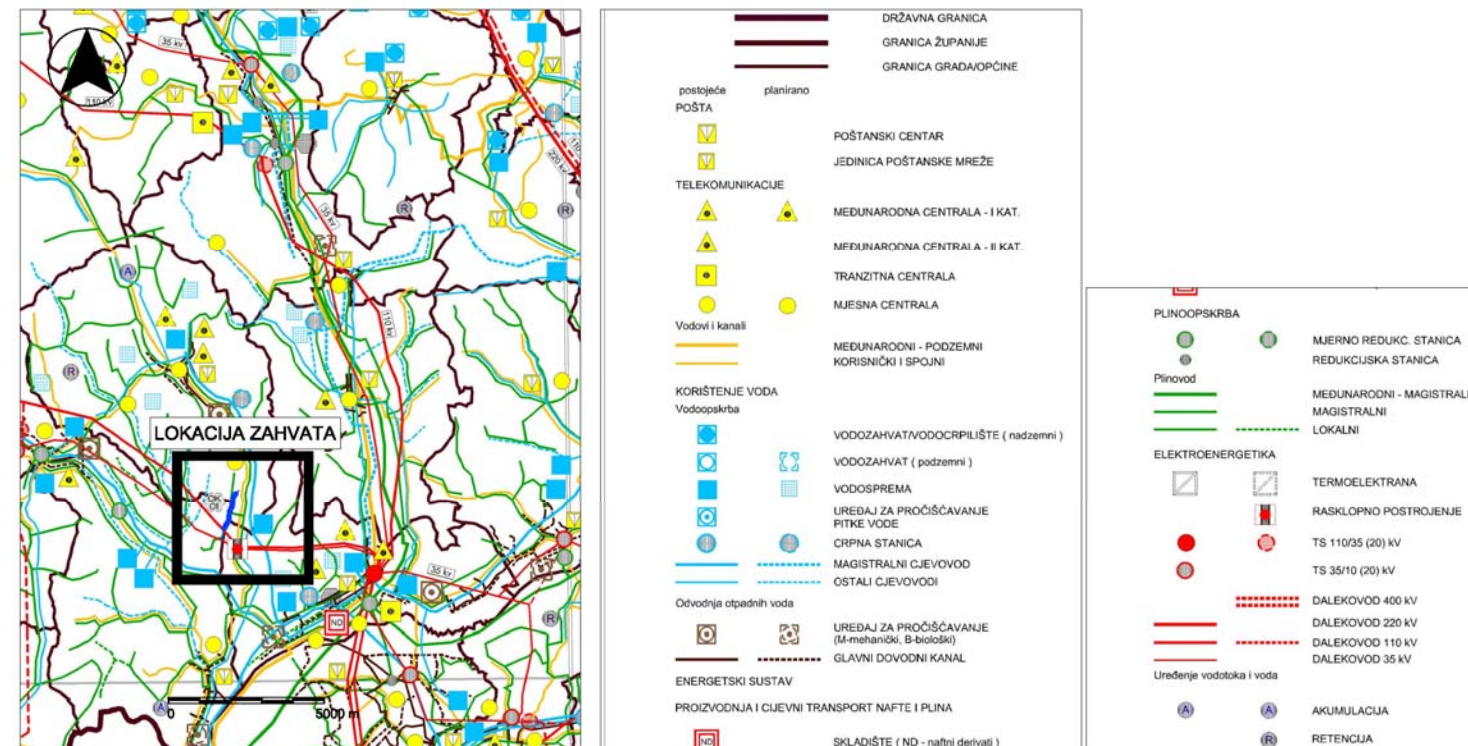 35 kv
110 kv
220 kv
110
35 kv
R
R
A
110 kv
R
LOKACIJA ZAHVATA
35 kv
ND
R
A
0 5000 m
DRŽAVNA GRANICA
GRANICA ŽUPANIJE
GRANICA GRADA/OPĆINE
postojeće planirano
POŠTA
POŠTANSKI CENTAR
JEDINICA POŠTANSKE MREŽE
TELEKOMUNIKACIJE
MEĐUNARODNA CENTRALA - I KAT.
MEĐUNARODNA CENTRALA - II KAT.
TRANZITNA CENTRALA
MJESNA CENTRALA
Vodovi i kanali
MEĐUNARODNI - PODZEMNI
KORISNIČKI I SPOJNI
KORIŠTENJE VODA
Vodoopskrba
VODOZAHVAT/VODOCRPILIŠTE ( nadzemni )
VODOZAHVAT ( podzemni )
VODOSPREMA
UREĐAJ ZA PROČIŠĆAVANJE
PITKE VODE
CRPNA STANICA
MAGISTRALNI CJEVOVOD
OSTALI CJEVOVODI
Odvodnja otpadnih voda
UREĐAJ ZA PROČIŠĆAVANJE
(M-mehanički, B-biološki)
GLAVNI DOVODNI KANAL
ENERGETSKI SUSTAV
PROIZVODNJA I CIJEVNI TRANSPORT NAFTE I PLINA
ND SKLADIŠTE ( ND - naftni derivati )
PLINOOPSKRBA
MJERNO REDUKC. STANICA
REDUKCIJSKA STANICA
Plinovod
MEĐUNARODNI - MAGISTRALI
MAGISTRALNI
LOKALNI
ELEKTROENERGETIKA
TERMOELEKTRANA
RASKLOPNO POSTROJENJE
TS 110/35 (20) kV
TS 35/10 (20) kV
DALEKOVOD 400 kV
DALEKOVOD 220 kV
DALEKOVOD 110 kV
DALEKOVOD 35 kV
Uređenje vodotoka i voda
A A AKUMULACIJA
R RETENCIJA